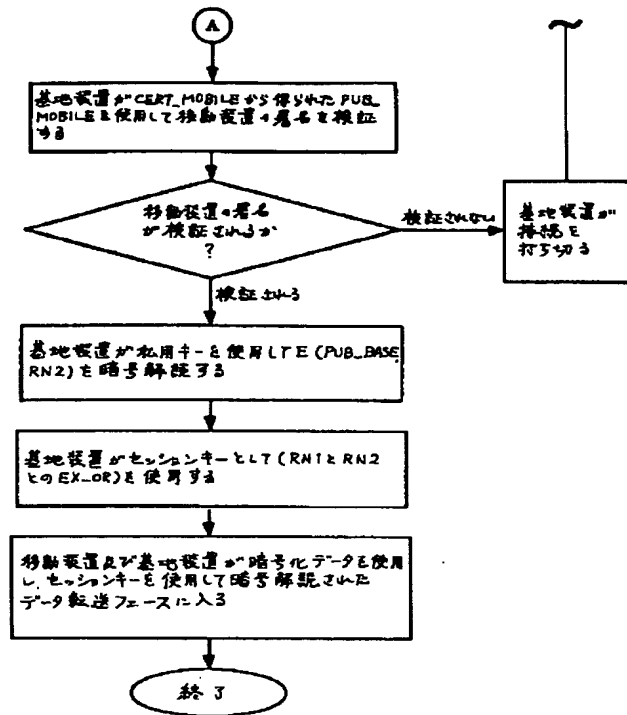 A
基地装置がCERT_MOBILEから得られたPUB_
MOBILEを使用して移動装置の署名を検証
する
移動装置の署名
が検証されるか
?
検証されない
基地装置が
接続を
打ち切る
検証される
基地装置が私用キーを使用してE(PUB_BASE,
RN2)を暗号解読する
基地装置がセッションキーとして(RN1とRN2
とのEX_OR)を使用する
移動装置及び基地装置が暗号化データを使用
し、セッションキーを使用して暗号解読された
データ転送フェースに入る
終了